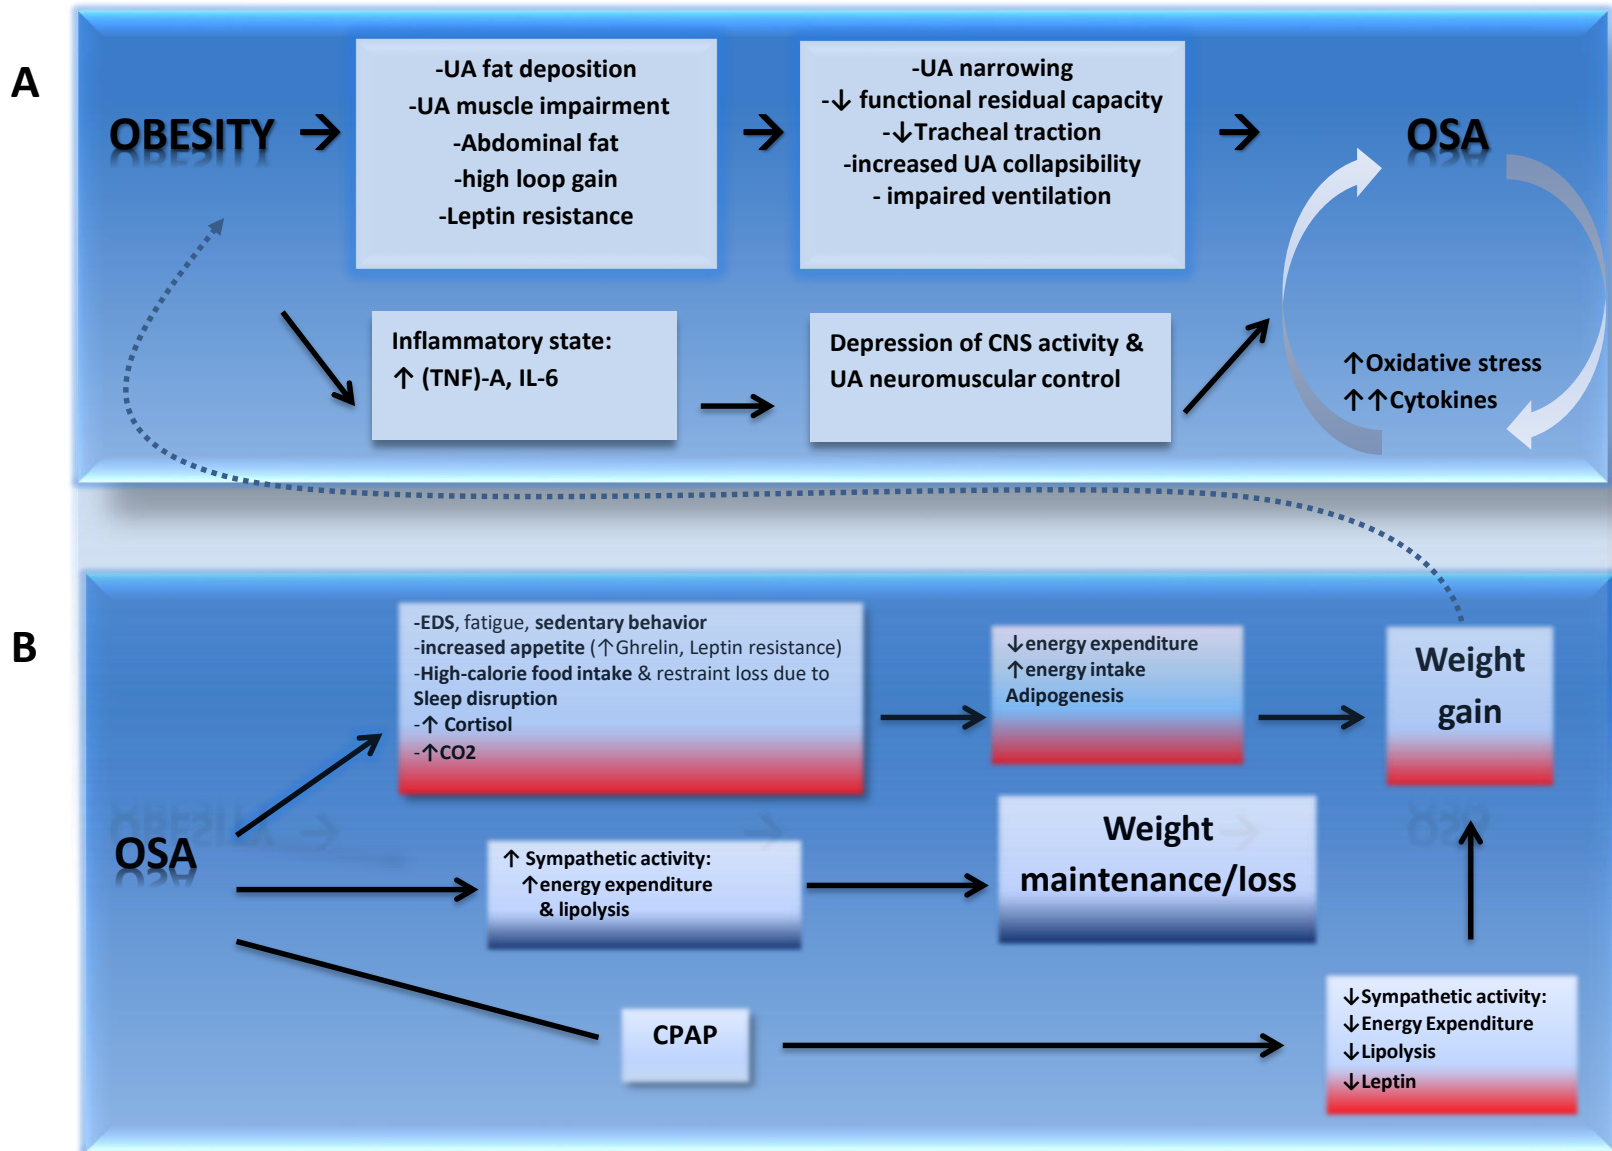 A
OBESITY →
-UA fat deposition
-UA muscle impairment
-Abdominal fat
-high loop gain
-Leptin resistance
→
-UA narrowing
-↓ functional residual capacity
-↓Tracheal traction
-increased UA collapsibility
- impaired ventilation
→
OSA
Inflammatory state:
↑ (TNF)-A, IL-6
Depression of CNS activity &
UA neuromuscular control
↑Oxidative stress
↑↑Cytokines
B
OSA
-EDS, fatigue, sedentary behavior
-increased appetite (↑Ghrelin, Leptin resistance)
-High-calorie food intake & restraint loss due to
Sleep disruption
-↑ Cortisol
-↑CO2
↓energy expenditure
↑energy intake
Adipogenesis
Weight
gain
↑ Sympathetic activity:
↑energy expenditure
& lipolysis
Weight
maintenance/loss
CPAP
↓Sympathetic activity:
↓Energy Expenditure
↓Lipolysis
↓Leptin